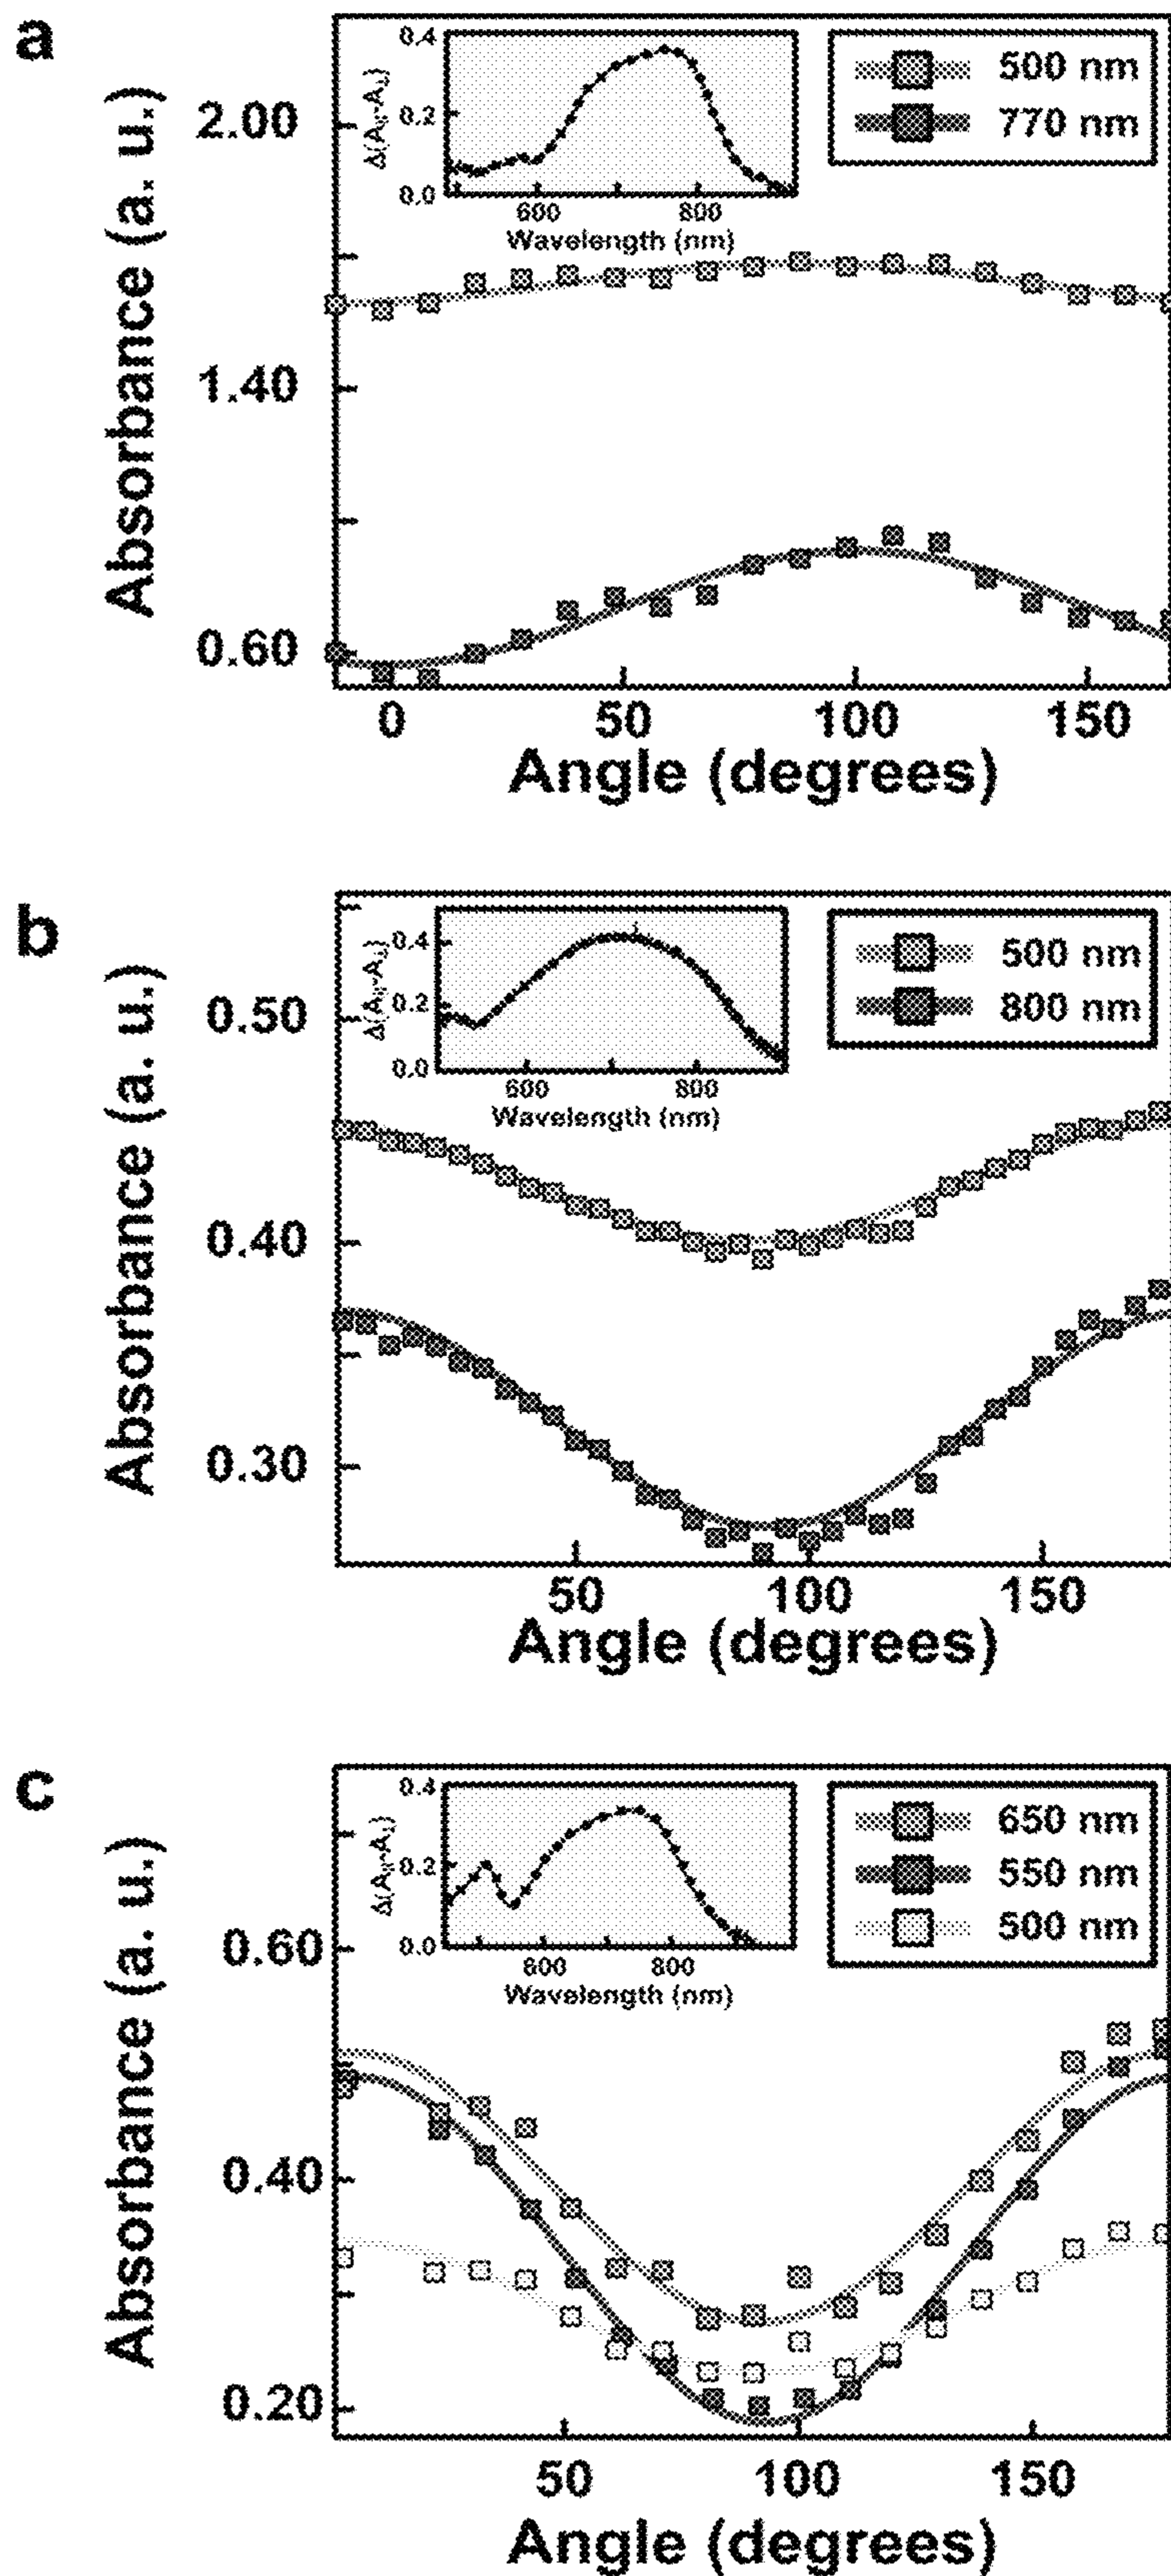 a
Absorbance (a. u.)
2.00
1.40
0.60
0.4
0.2
0.0
Δ(A||-A⊥)
600
800
Wavelength (nm)
500 nm
770 nm
0
50
100
150
Angle (degrees)
b
Absorbance (a. u.)
0.50
0.40
0.30
0.4
0.2
0.0
Δ(A||-A⊥)
600
800
Wavelength (nm)
500 nm
800 nm
50
100
150
Angle (degrees)
c
Absorbance (a. u.)
0.60
0.40
0.20
0.4
0.2
0.0
Δ(A||-A⊥)
600
800
Wavelength (nm)
650 nm
550 nm
500 nm
50
100
150
Angle (degrees)